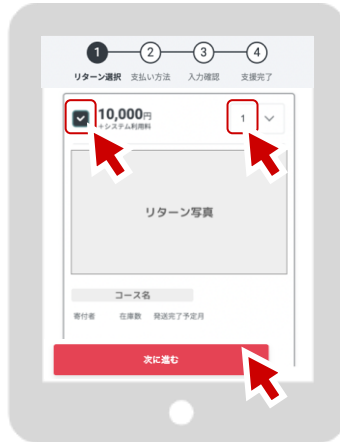 1 2 3 4
リターン選択 支払い方法 入力確認 支援完了
10,000円 1
+システム利用料
リターン写真
コース名
寄付者 在庫数 発送完了予定月
次に進む